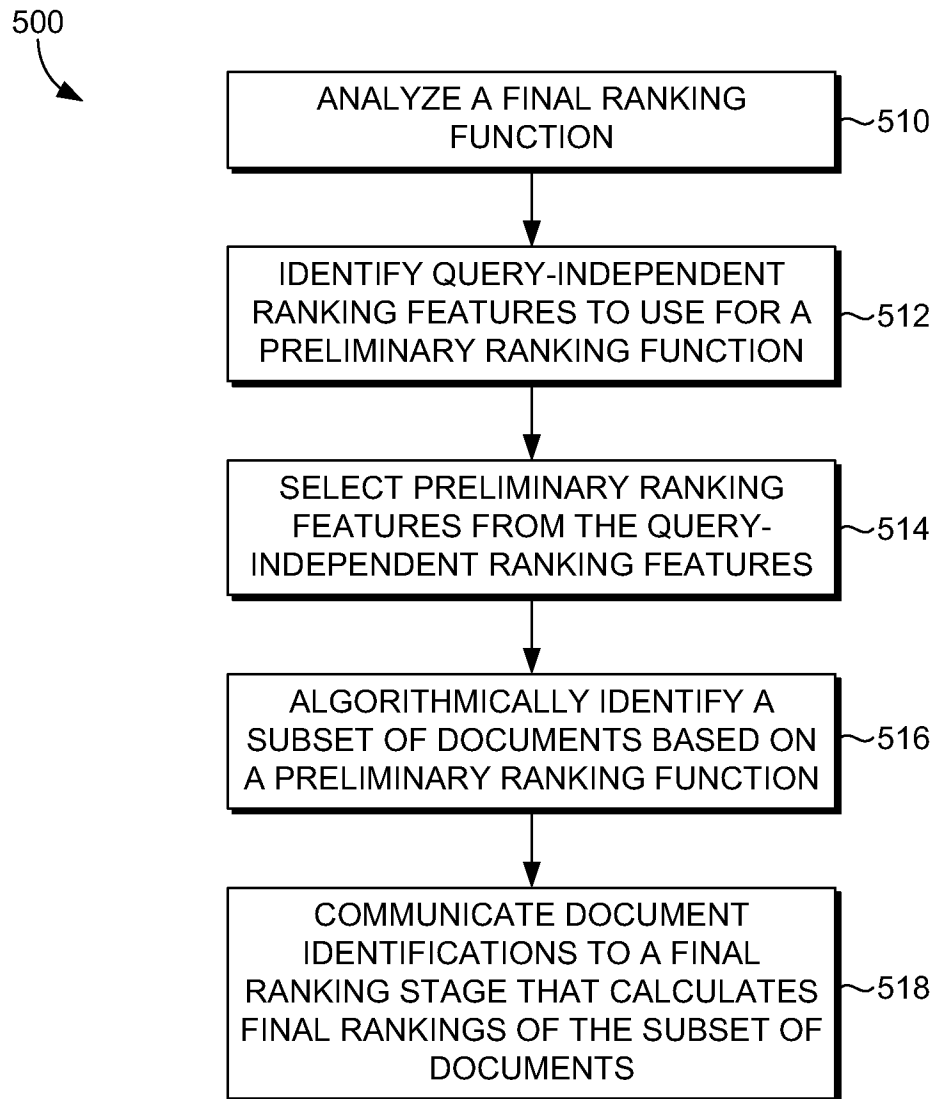 500
ANALYZE A FINAL RANKING
FUNCTION
510
IDENTIFY QUERY-INDEPENDENT
RANKING FEATURES TO USE FOR A
PRELIMINARY RANKING FUNCTION
512
SELECT PRELIMINARY RANKING
FEATURES FROM THE QUERY-
INDEPENDENT RANKING FEATURES
514
ALGORITHMICALLY IDENTIFY A
SUBSET OF DOCUMENTS BASED ON
A PRELIMINARY RANKING FUNCTION
516
COMMUNICATE DOCUMENT
IDENTIFICATIONS TO A FINAL
RANKING STAGE THAT CALCULATES
FINAL RANKINGS OF THE SUBSET OF
DOCUMENTS
518